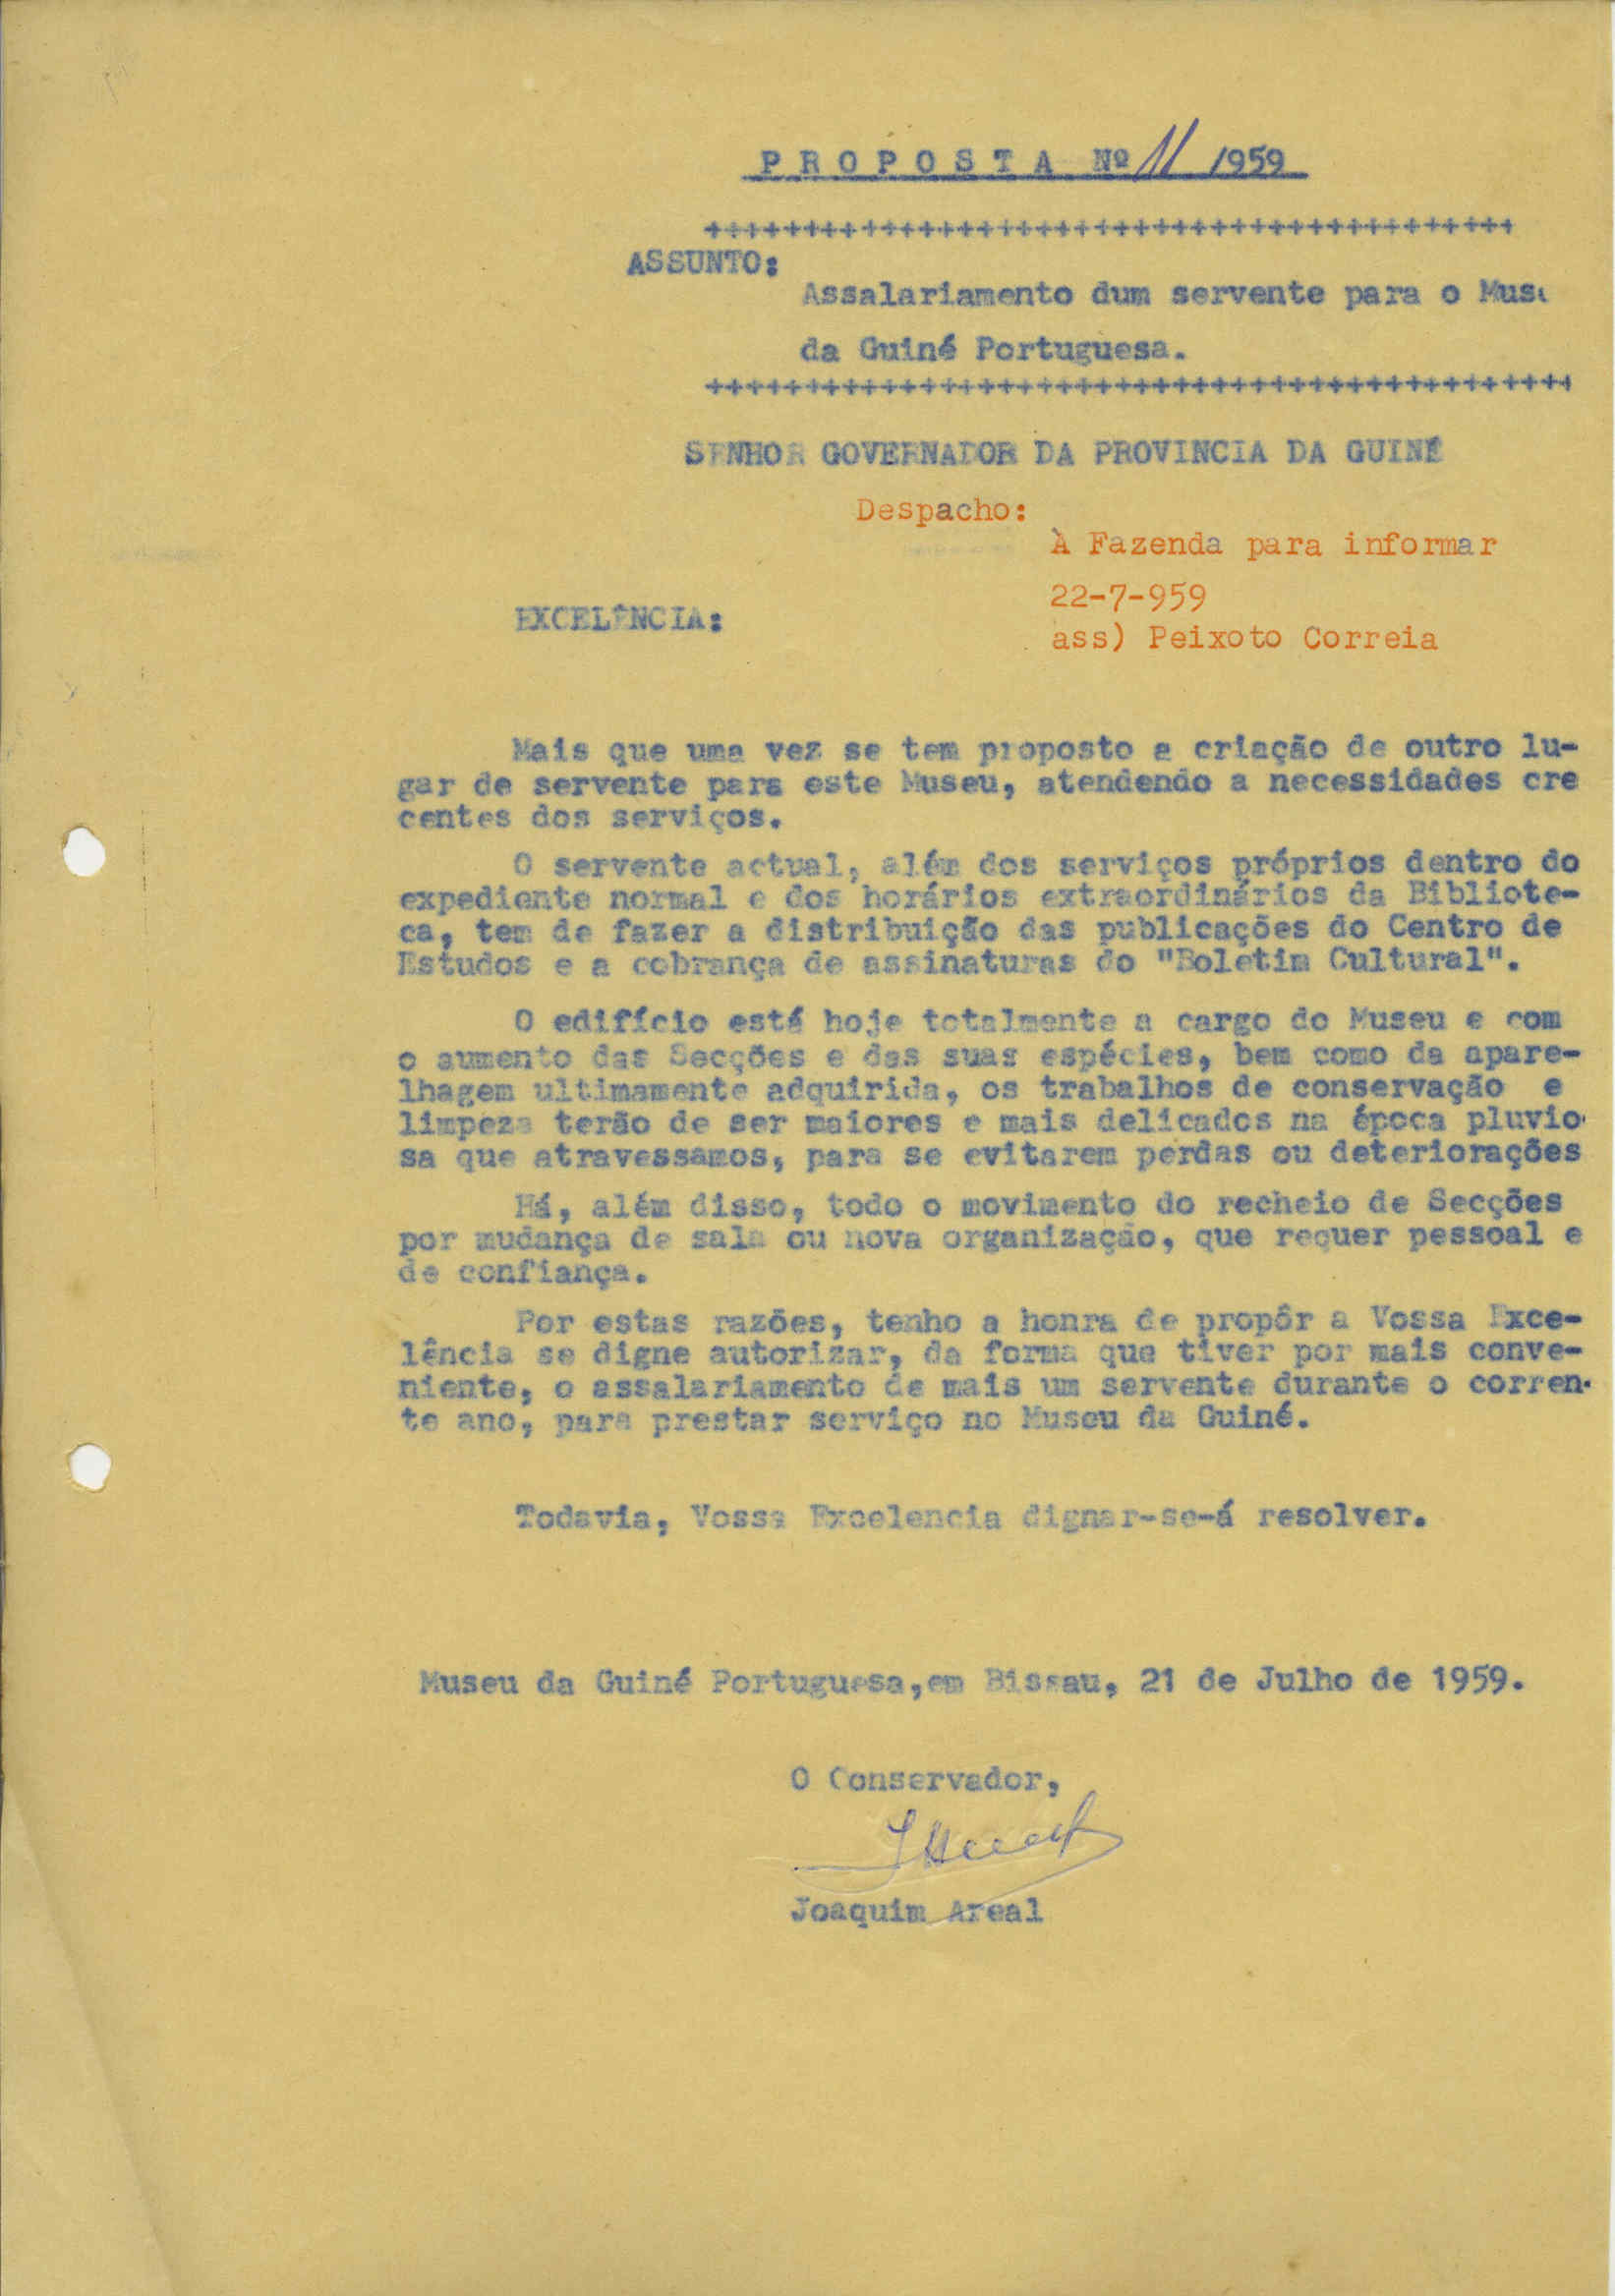 PROPOSTA Nº 11 /1959
+++++++++++++++++++++++++++++++++++++++++
ASSUNTO:
Assalariamento dum servente para o Mus
da Guiné Portuguesa.
++++++++++++++++++++++++++++++++++++++++++++
SENHOR GOVERNADOR DA PROVINCIA DA GUINÉ
Despacho:
À Fazenda para informar
22-7-959
EXCELÊNCIA:
ass) Peixoto Correia
Mais que uma vez se tem proposto a criação de outro lu-
gar de servente para este Museu, atendendo a necessidades cre
centes dos serviços.
O servente actual, além dos serviços próprios dentro do
expediente normal e dos horários extraordinários da Bibliote-
ca, tem de fazer a distribuição das publicações do Centro de
Estudos e a cobrança de assinaturas do "Boletim Cultural".
O edifício está hoje totalmente a cargo do Museu e com
o aumento das Secções e das suas espécies, bem como da apare-
lhagem ultimamente adquirida, os trabalhos de conservação e
limpeza terão de ser maiores e mais delicados na época pluvio-
sa que atravessamos, para se evitarem perdas ou deteriorações
Há, além disso, todo o movimento do recheio de Secções
por mudança de sala ou nova organização, que requer pessoal e
de confiança.
Por estas razões, tenho a honra de propôr a Vossa Exce-
lência se digne autorizar, da forma que tiver por mais conve-
niente, o assalariamento de mais um servente durante o corren-
te ano, para prestar serviço no Museu da Guiné.
Todavia, Vossa Excelencia dignar-se-á resolver.
Museu da Guiné Portuguesa,em Bissau, 21 de Julho de 1959.
O Conservador,
Joaquim Areal